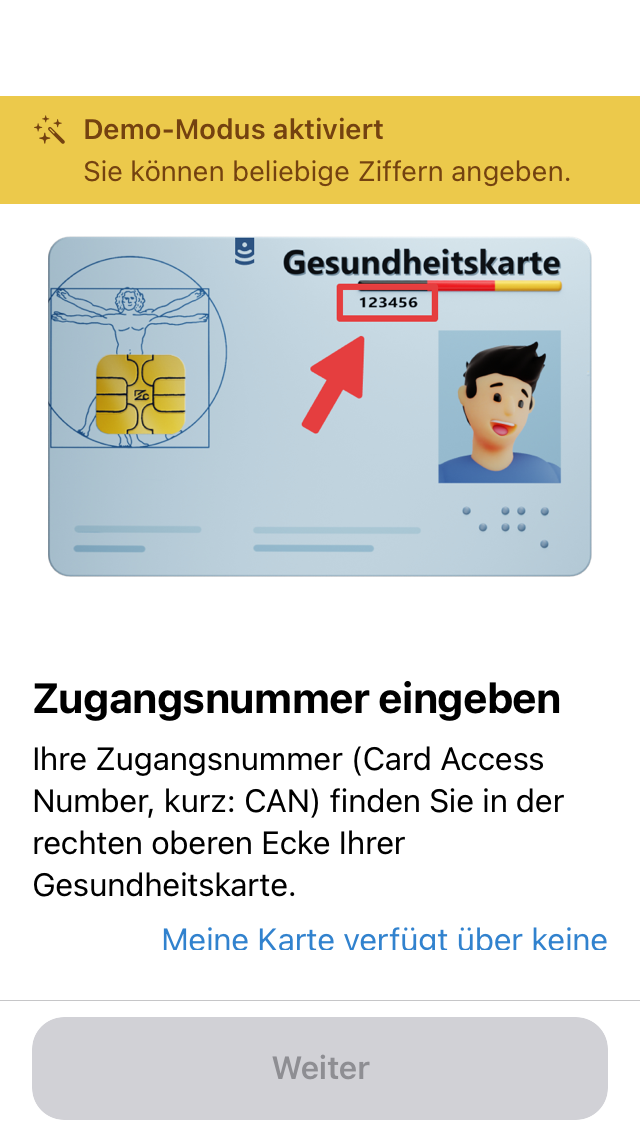 Demo-Modus aktiviert
Sie können beliebige Ziffern angeben.
Gesundheitskarte
123456
Zugangsnummer eingeben
Ihre Zugangsnummer (Card Access
Number, kurz: CAN) finden Sie in der
rechten oberen Ecke Ihrer
Gesundheitskarte.
Meine Karte verfügt über keine
Weiter